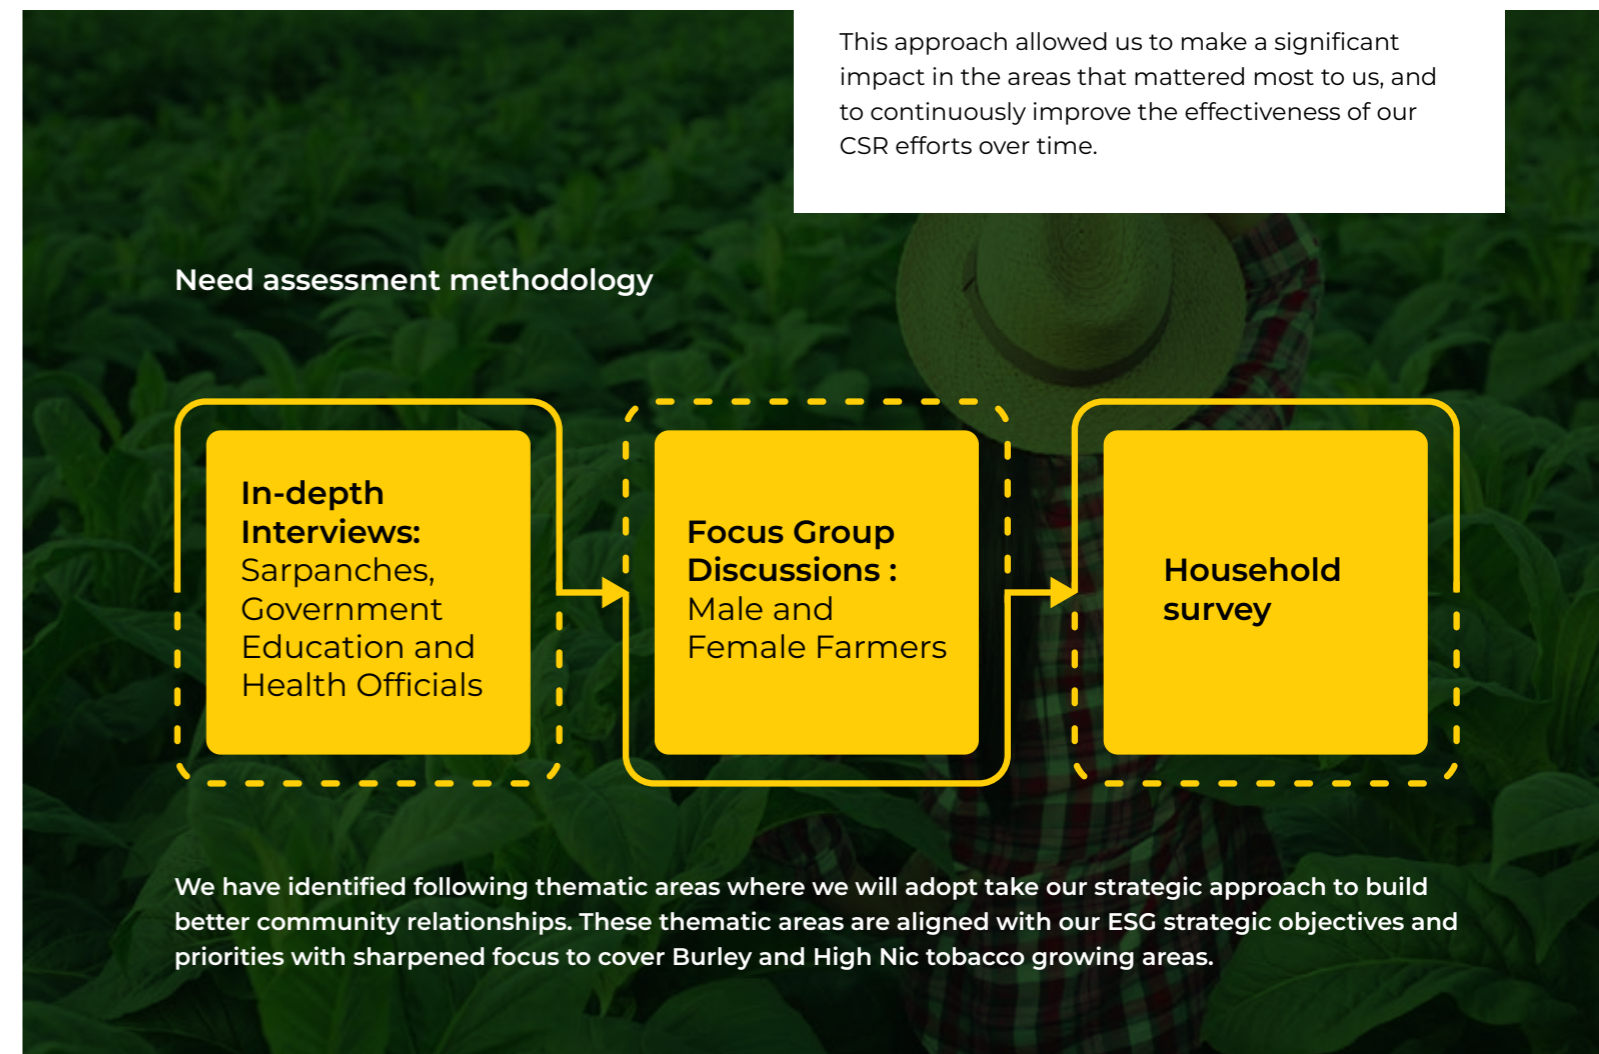 This approach allowed us to make a significant
impact in the areas that mattered most to us, and
to continuously improve the effectiveness of our
CSR efforts over time.
Need assessment methodology
In-depth
Interviews:
Sarpanches,
Government
Education and
Health Officials
Focus Group
Discussions :
Male and
Female Farmers
Household
survey
We have identified following thematic areas where we will adopt take our strategic approach to build
better community relationships. These thematic areas are aligned with our ESG strategic objectives and
priorities with sharpened focus to cover Burley and High Nic tobacco growing areas.